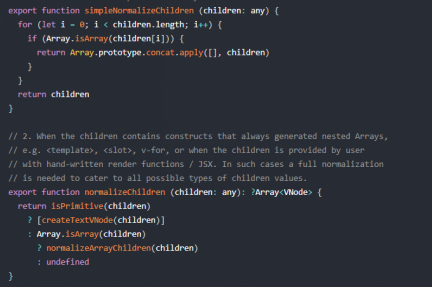 export function simpleNormalizeChildren (children: any) {
  for (let i = 0; i < children.length; i++) {
    if (Array.isArray(children[i])) {
      return Array.prototype.concat.apply([], children)
    }
  }
  return children
}

// 2. When the children contains constructs that always generated nested Arrays,
// e.g. <template>, <slot>, v-for, or when the children is provided by user
// with hand-written render functions / JSX. In such cases a full normalization
// is needed to cater to all possible types of children values.
export function normalizeChildren (children: any): ?Array<VNode> {
  return isPrimitive(children)
    ? [createTextVNode(children)]
    : Array.isArray(children)
      ? normalizeArrayChildren(children)
      : undefined
}